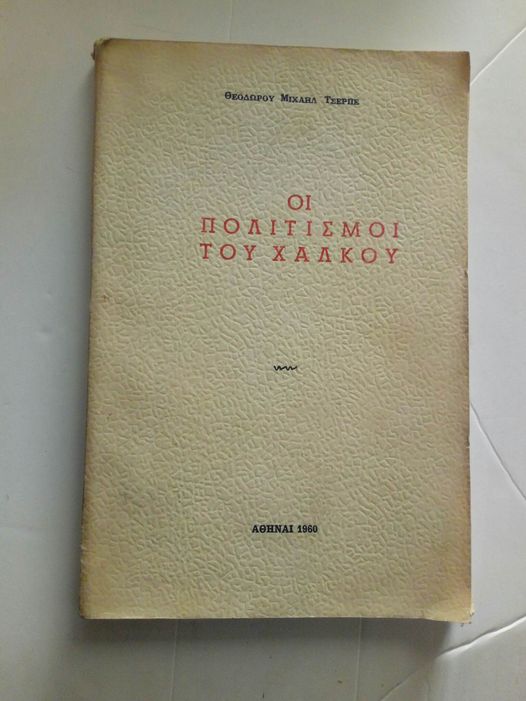 ΘΕΟΔΩΡΟΥ ΜΙΧΑΗΛ ΤΣΕΡΠΕ
ΟΙ
ΠΟΛΙΤΙΣΜΟΙ
ΤΟΥ ΧΑΛΚΟΥ
ΑΘΗΝΑΙ 1960